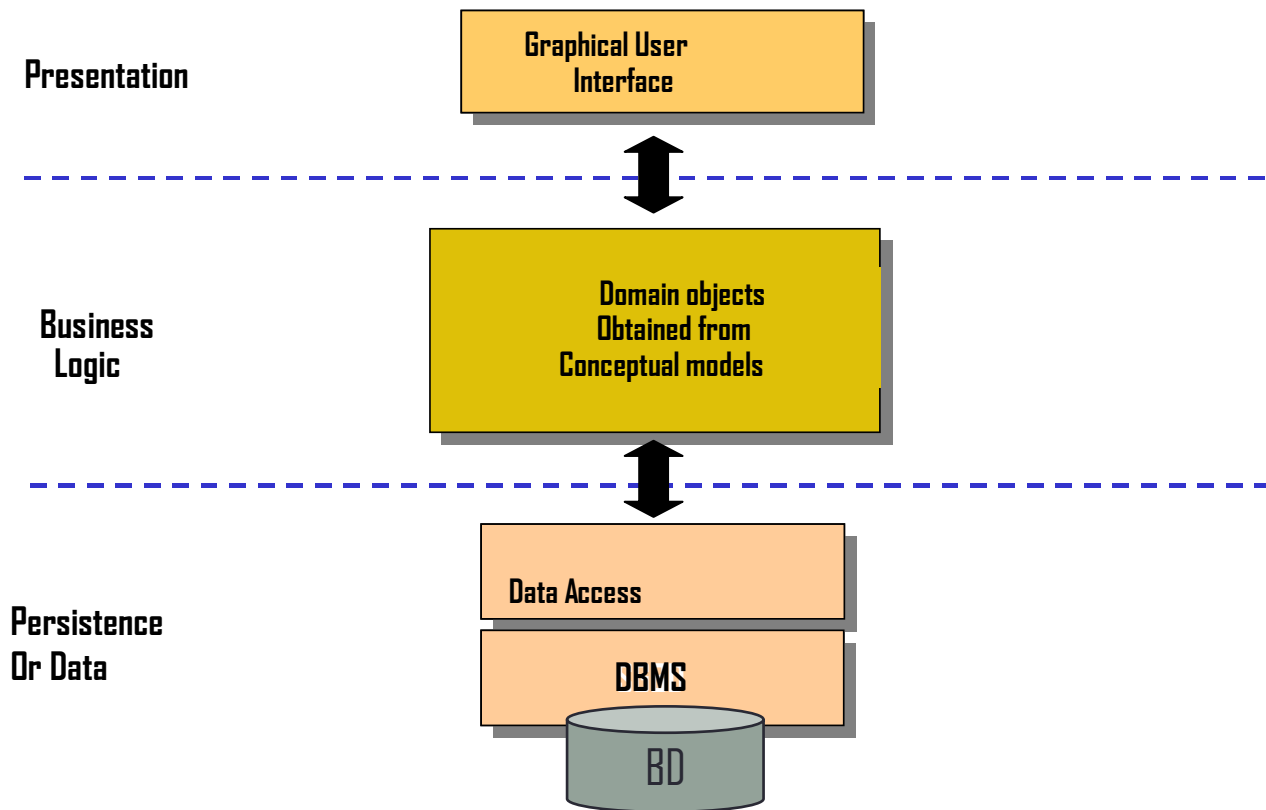 Presentation
Graphical User
Interface
Business
Logic
Domain objects
Obtained from
Conceptual models
Persistence
Or Data
Data Access
DBMS
BD